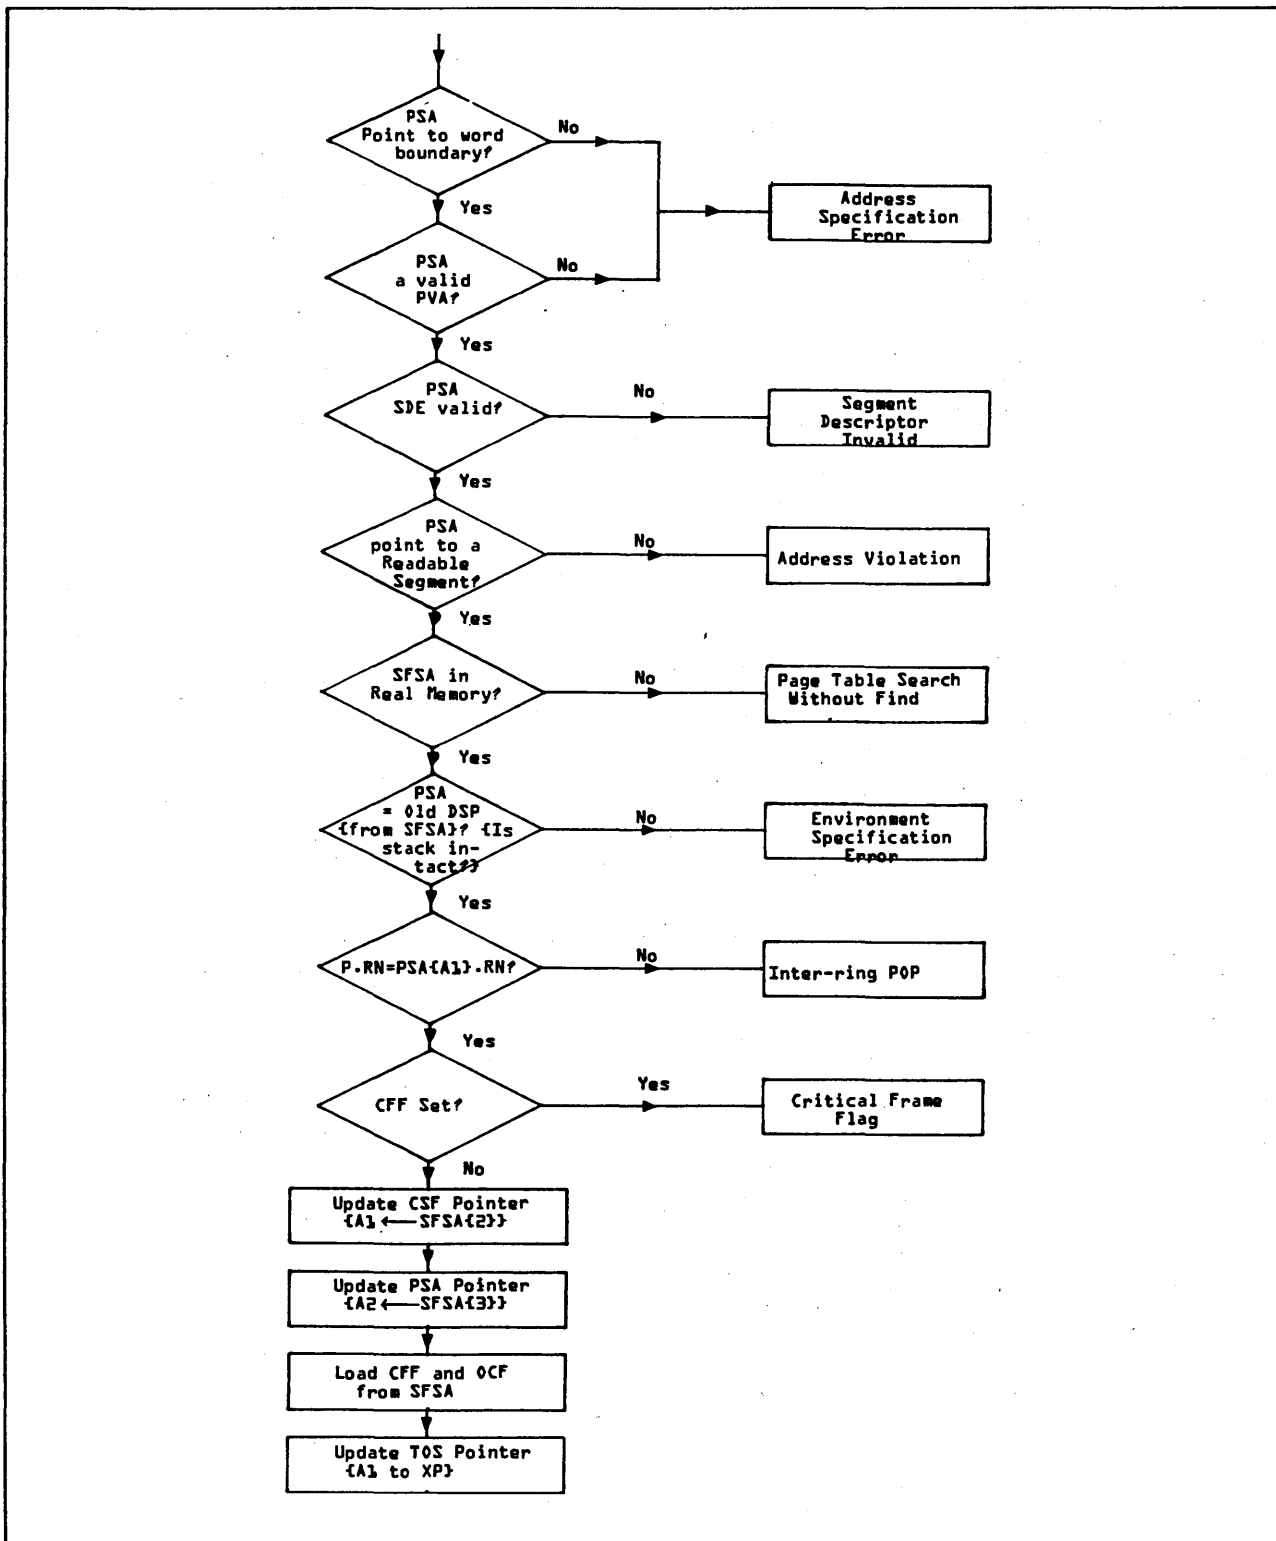 PSA
Point to word
boundary?
No
Yes
Address
Specification
Error
PSA
a valid
PVA?
No
Yes
PSA
SDE valid?
No
Segment
Descriptor
Invalid
Yes
PSA
point to a
Readable
Segment?
No
Address Violation
Yes
SFSA in
Real Memory?
No
Page Table Search
Without Find
Yes
PSA
= Old DSP
{from SFSA}? {Is
stack in-
tact?}
No
Environment
Specification
Error
Yes
P.RN=PSA{A1}.RN?
No
Inter-ring POP
Yes
CFF Set?
Yes
Critical Frame
Flag
No
Update CSF Pointer
{A1 ← SFSA{2}}
Update PSA Pointer
{A2 ← SFSA{3}}
Load CFF and OCF
from SFSA
Update TOS Pointer
{A1 to XP}